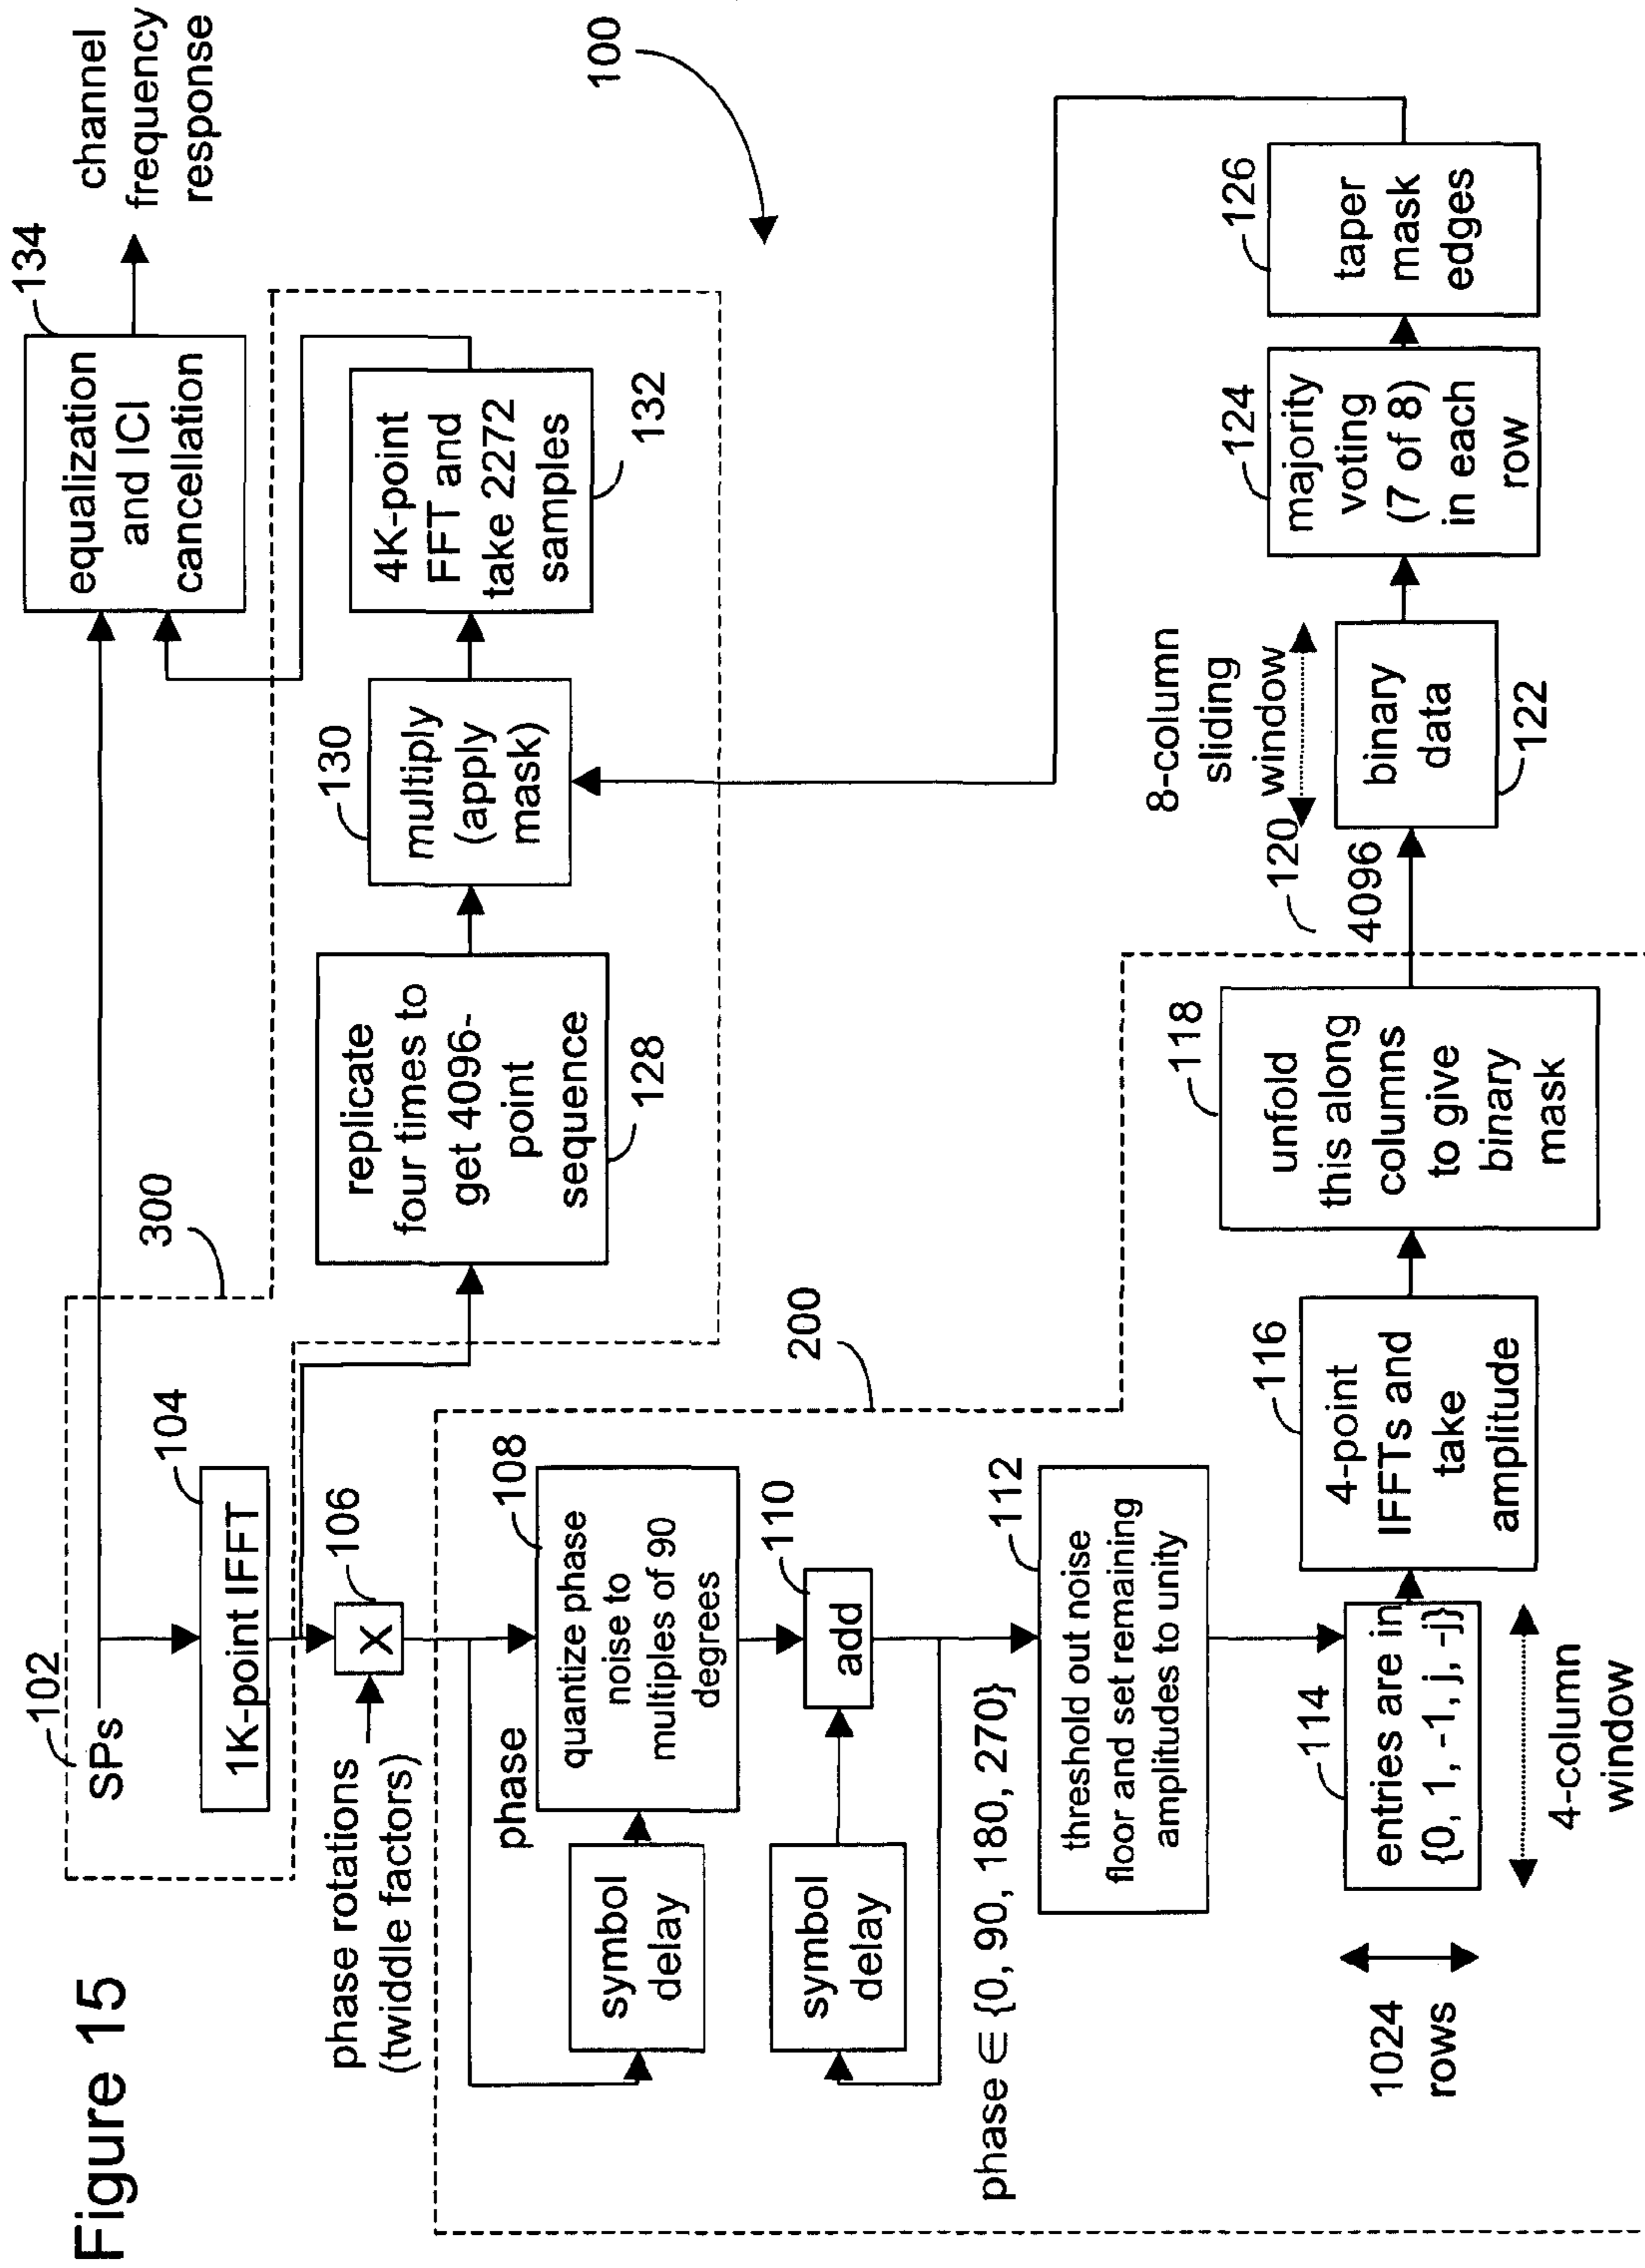 Figure 15
102
SPs
104
1K-point IFFT
300
134
equalization
and ICI
cancellation
channel
frequency
response
phase rotations
(twiddle factors)
106
X
replicate
four times to
get 4096-
point
sequence
128
130
multiply
(apply
mask)
4K-point
FFT and
take 2272
samples
132
100
200
phase
108
quantize phase
noise to
multiples of 90
degrees
symbol
delay
110
add
symbol
delay
phase ∈ {0, 90, 180, 270}
112
threshold out noise
floor and set remaining
amplitudes to unity
1024
rows
114
entries are in
{0, 1, -1, j, -j}
4-column
window
116
4-point
IFFTs and
take
amplitude
118
unfold
this along
columns
to give
binary
mask
120
4096
8-column
sliding
window
binary
data
122
124
majority
voting
(7 of 8)
in each
row
126
taper
mask
edges